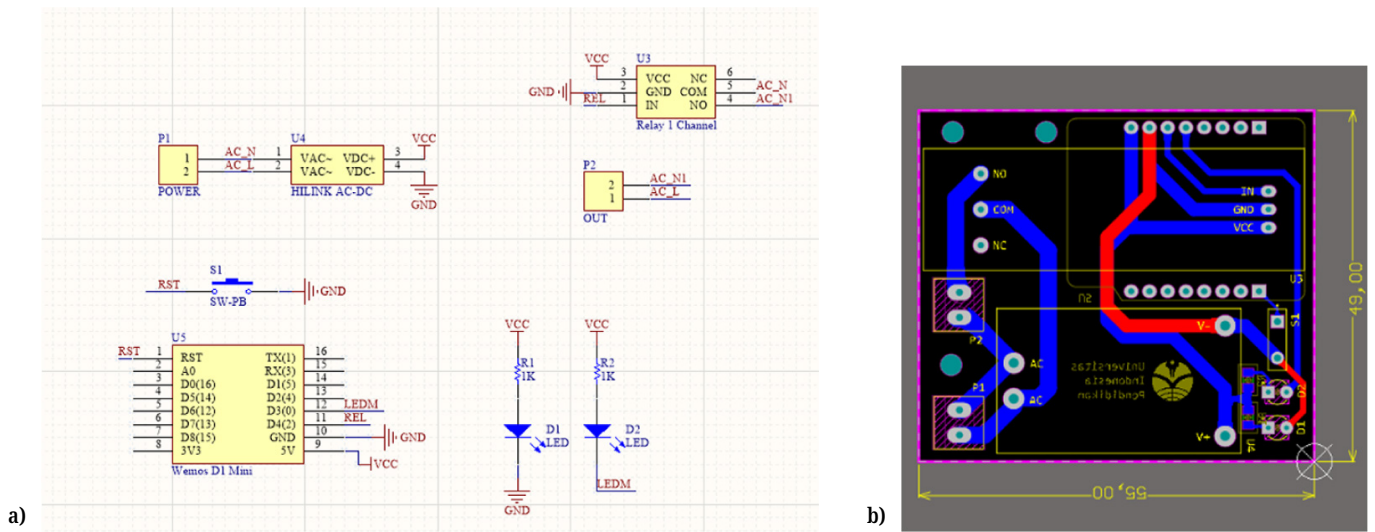 VCC
U3
3
VCC
NC
6
GND
2
GND
COM
5
AC_N
REL
1
IN
NO
4
AC_N1
Relay 1 Channel
P1
U4
VCC
1
AC_N
1
VAC~
VDC+
3
2
AC_L
2
VAC~
VDC-
4
POWER
HILINK AC-DC
GND
P2
2
AC_N1
1
AC_L
OUT
S1
RST
GND
SW-PB
U5
RST
1
RST
TX(1)
16
2
A0
RX(3)
15
3
D0(16)
D1(5)
14
4
D5(14)
D2(4)
13
5
D6(12)
D3(0)
12
LEDM
6
D7(13)
D4(2)
11
REL
7
D8(15)
GND
10
GND
8
3V3
5V
9
VCC
Wemos D1 Mini
VCC
VCC
R1
1K
R2
1K
D1
LED
D2
LED
GND
LEDM
a)
NO
COM
NC
IN
GND
VCC
U3
U5
P2
P1
AC
AC
V-
V+
S1
D2
D1
U4
Universitas
Indonesia
Pendidikan
49,00
55,00
b)